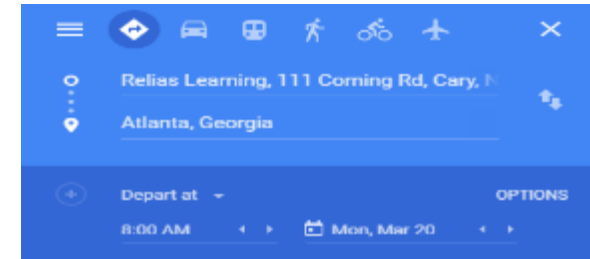 Relias Learning, 111 Corning Rd, Cary, N
Atlanta, Georgia
Depart at OPTIONS
8:00 AM Mon, Mar 20